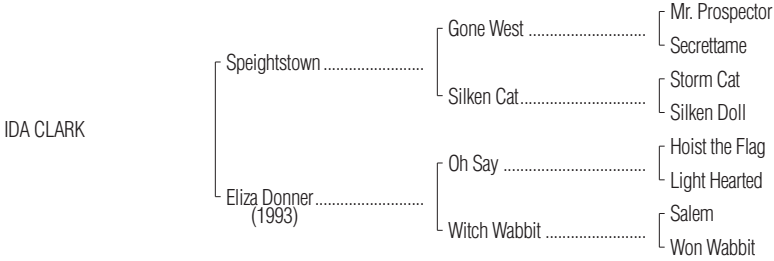 Mr. Prospector
Gone West ..............................
Secrettame
Speightstown .........................
Storm Cat
Silken Cat................................
Silken Doll
IDA CLARK
Hoist the Flag
Oh Say ....................................
Light Hearted
Eliza Donner..........................
(1993)
Salem
Witch Wabbit .........................
Won Wabbit